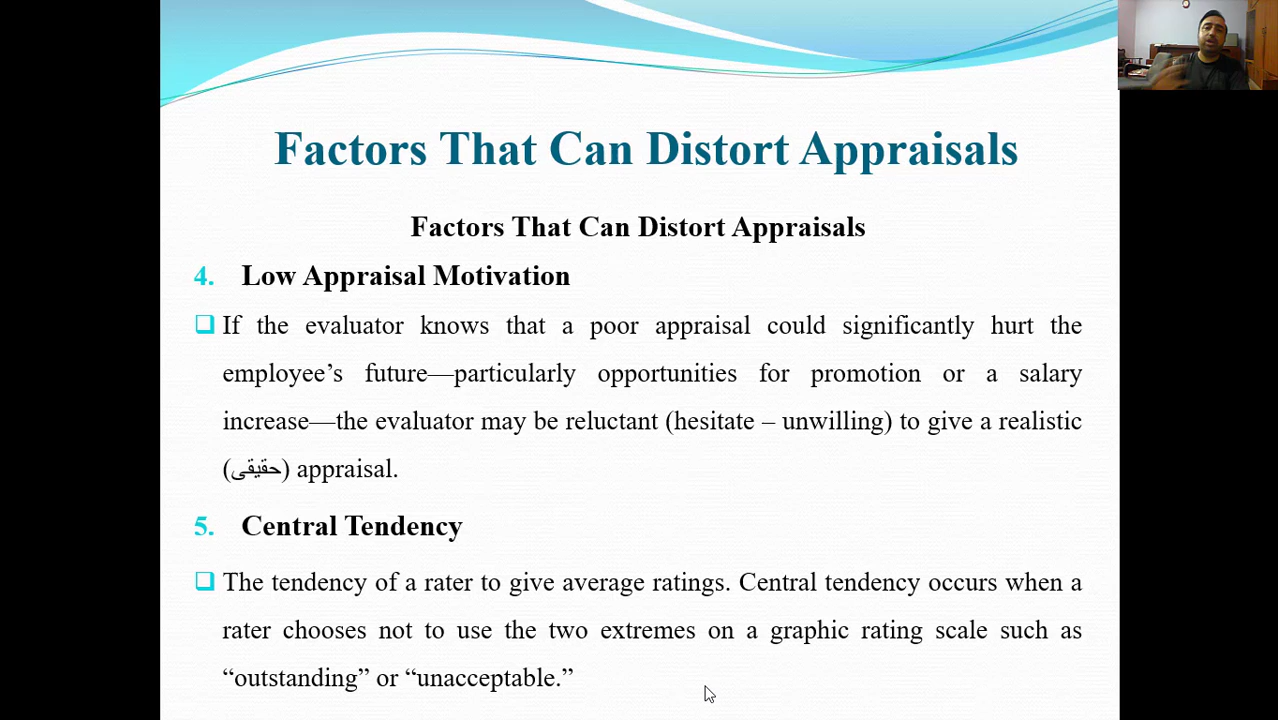 Factors That Can Distort Appraisals
Factors That Can Distort Appraisals
4. Low Appraisal Motivation
If the evaluator knows that a poor appraisal could significantly hurt the
employee’s future—particularly opportunities for promotion or a salary
increase—the evaluator may be reluctant (hesitate – unwilling) to give a realistic
(حقيقى) appraisal.
5. Central Tendency
The tendency of a rater to give average ratings. Central tendency occurs when a
rater chooses not to use the two extremes on a graphic rating scale such as
“outstanding” or “unacceptable.”